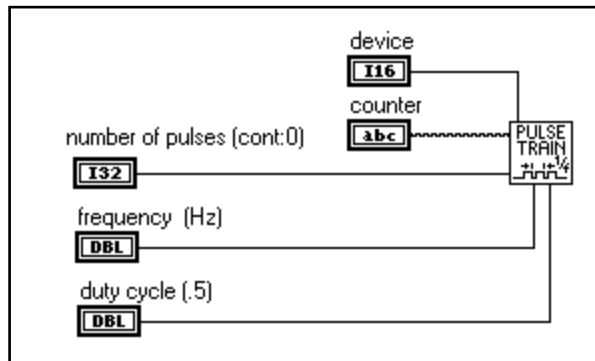 device
I16
counter
abc
number of pulses (cont:0)
I32
frequency (Hz)
DBL
duty cycle (.5)
DBL
PULSE
TRAIN